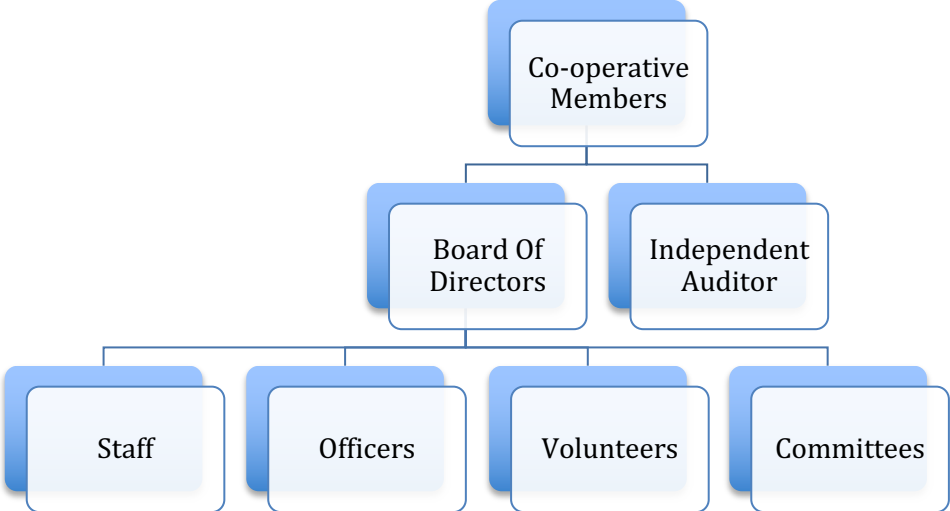 Co-operative
Members
Board Of
Directors
Independent
Auditor
Staff
Officers
Volunteers
Committees